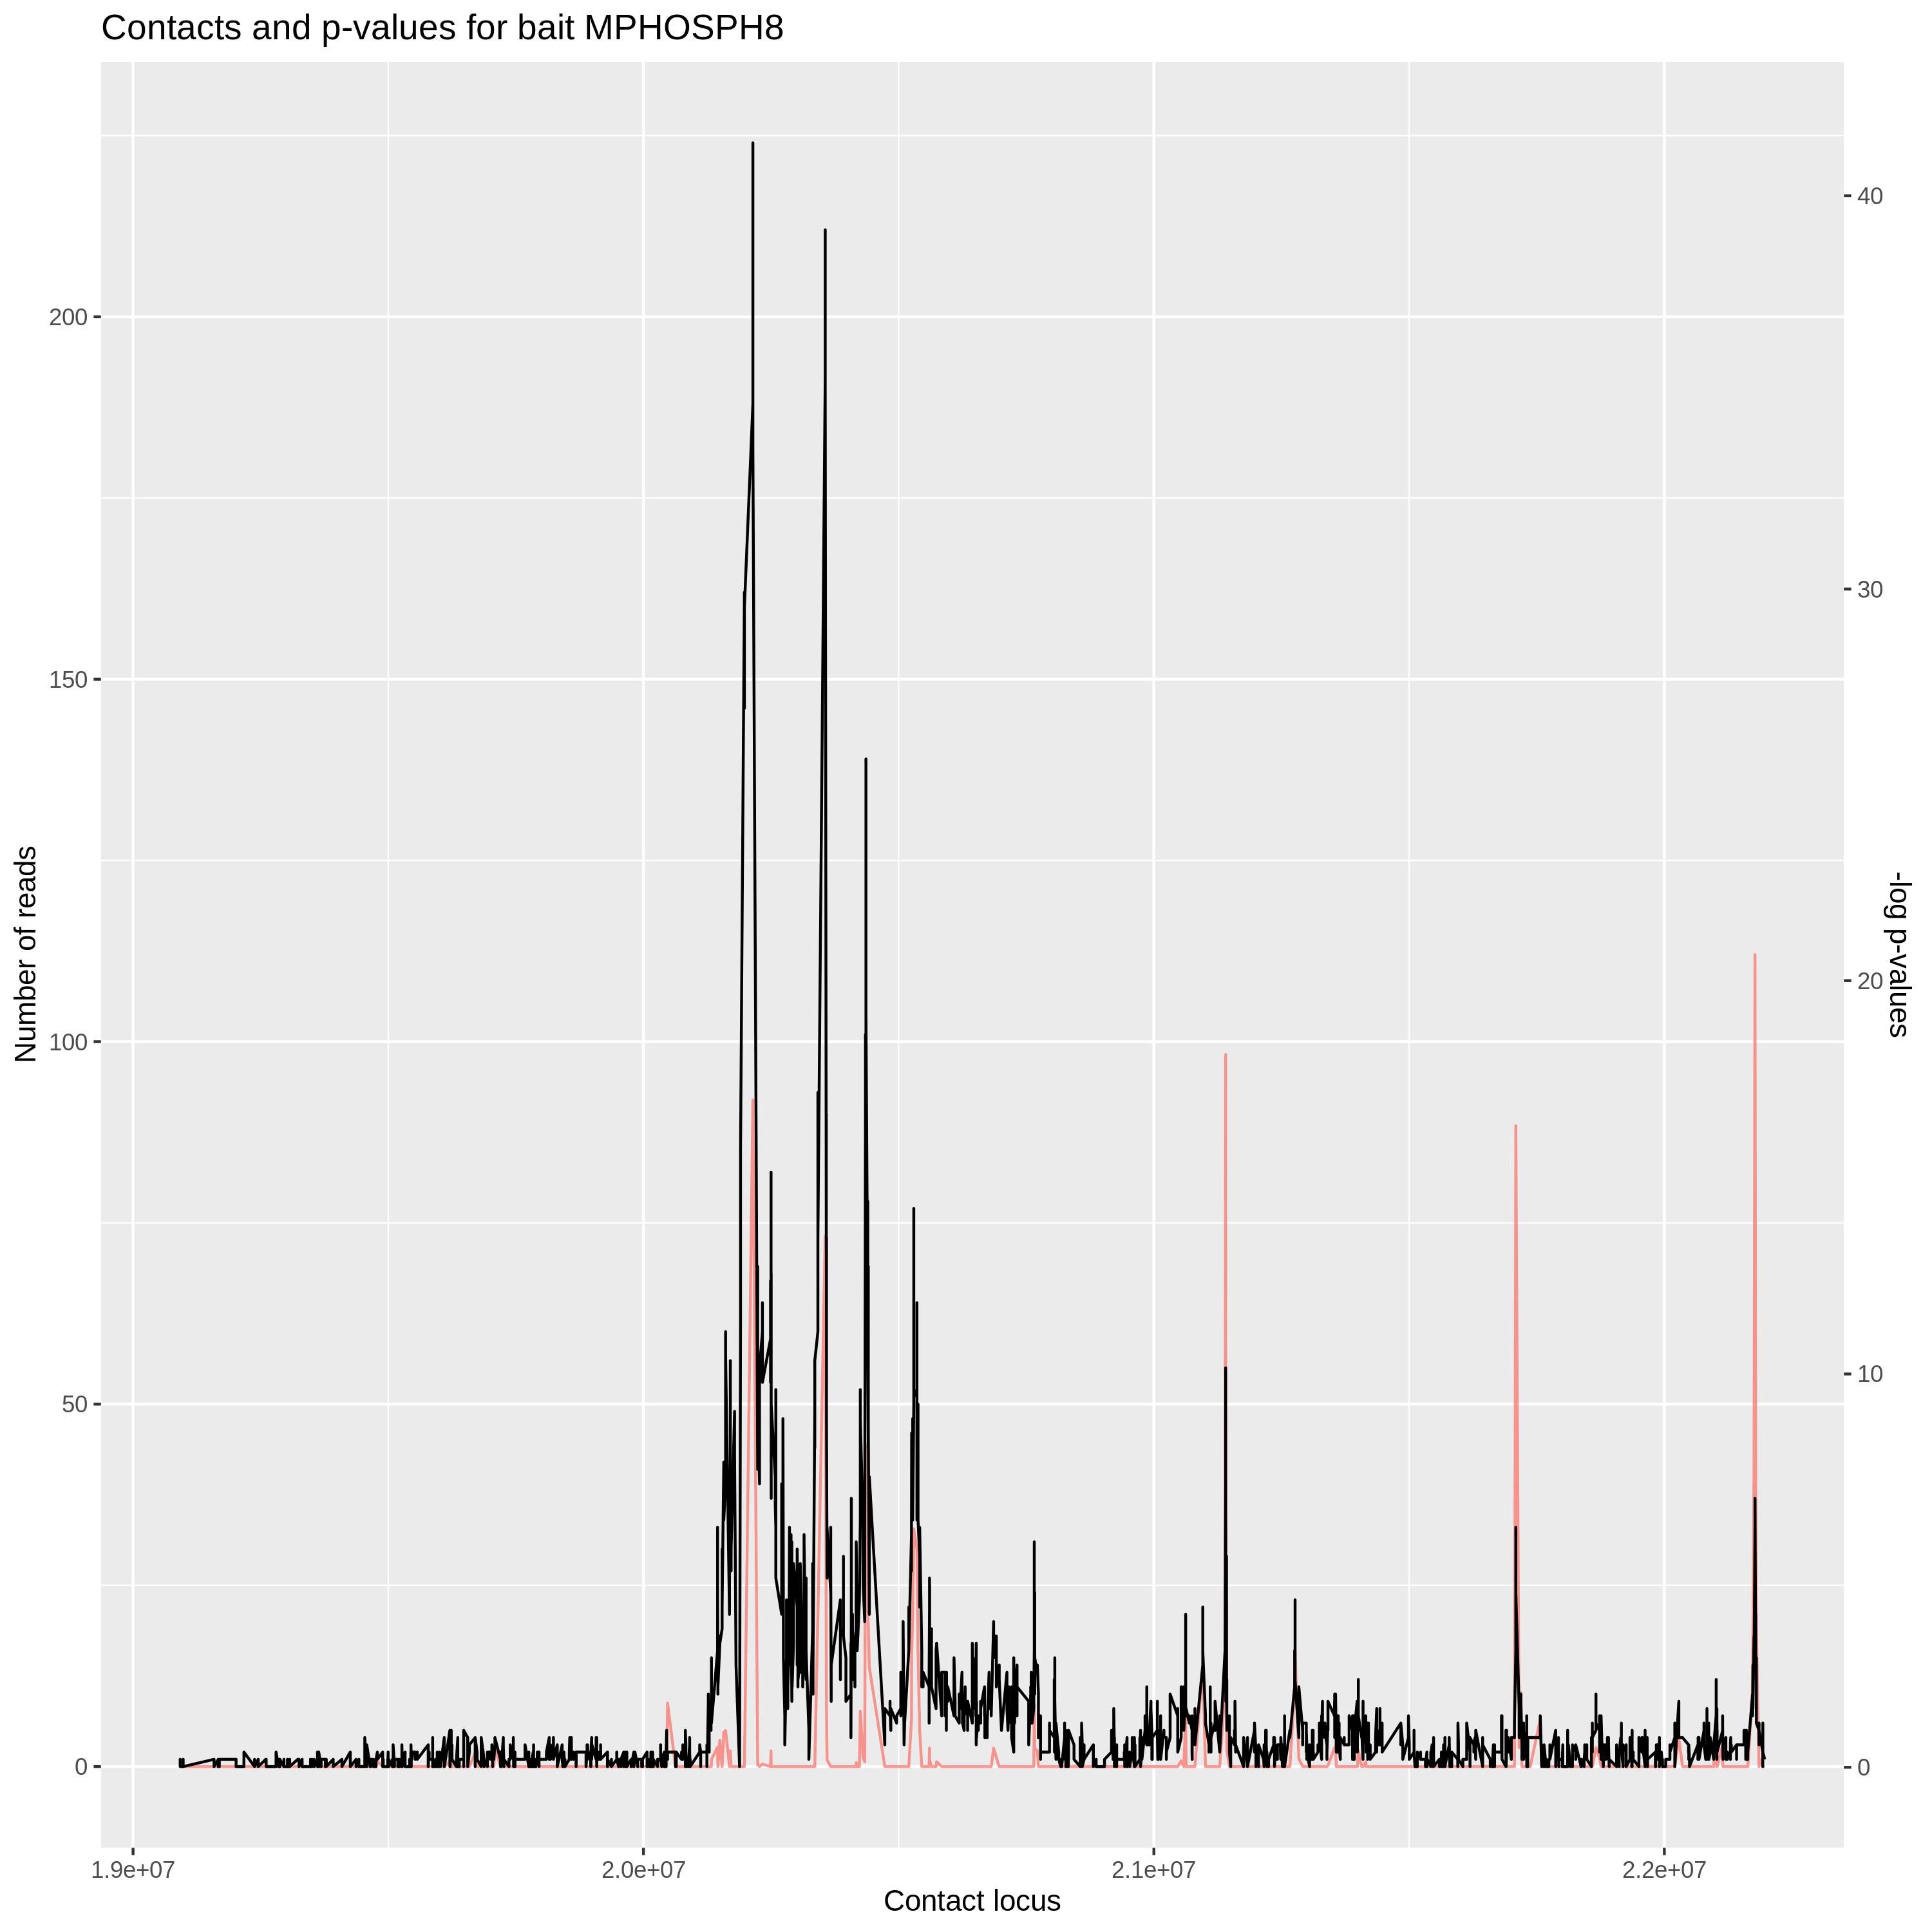 Contacts and p-values for bait MPHOSPH8
Number of reads
200
150
100
50
0
40
30
20
10
0
-log p-values
1.9e+07 2.0e+07 2.1e+07 2.2e+07
Contact locus